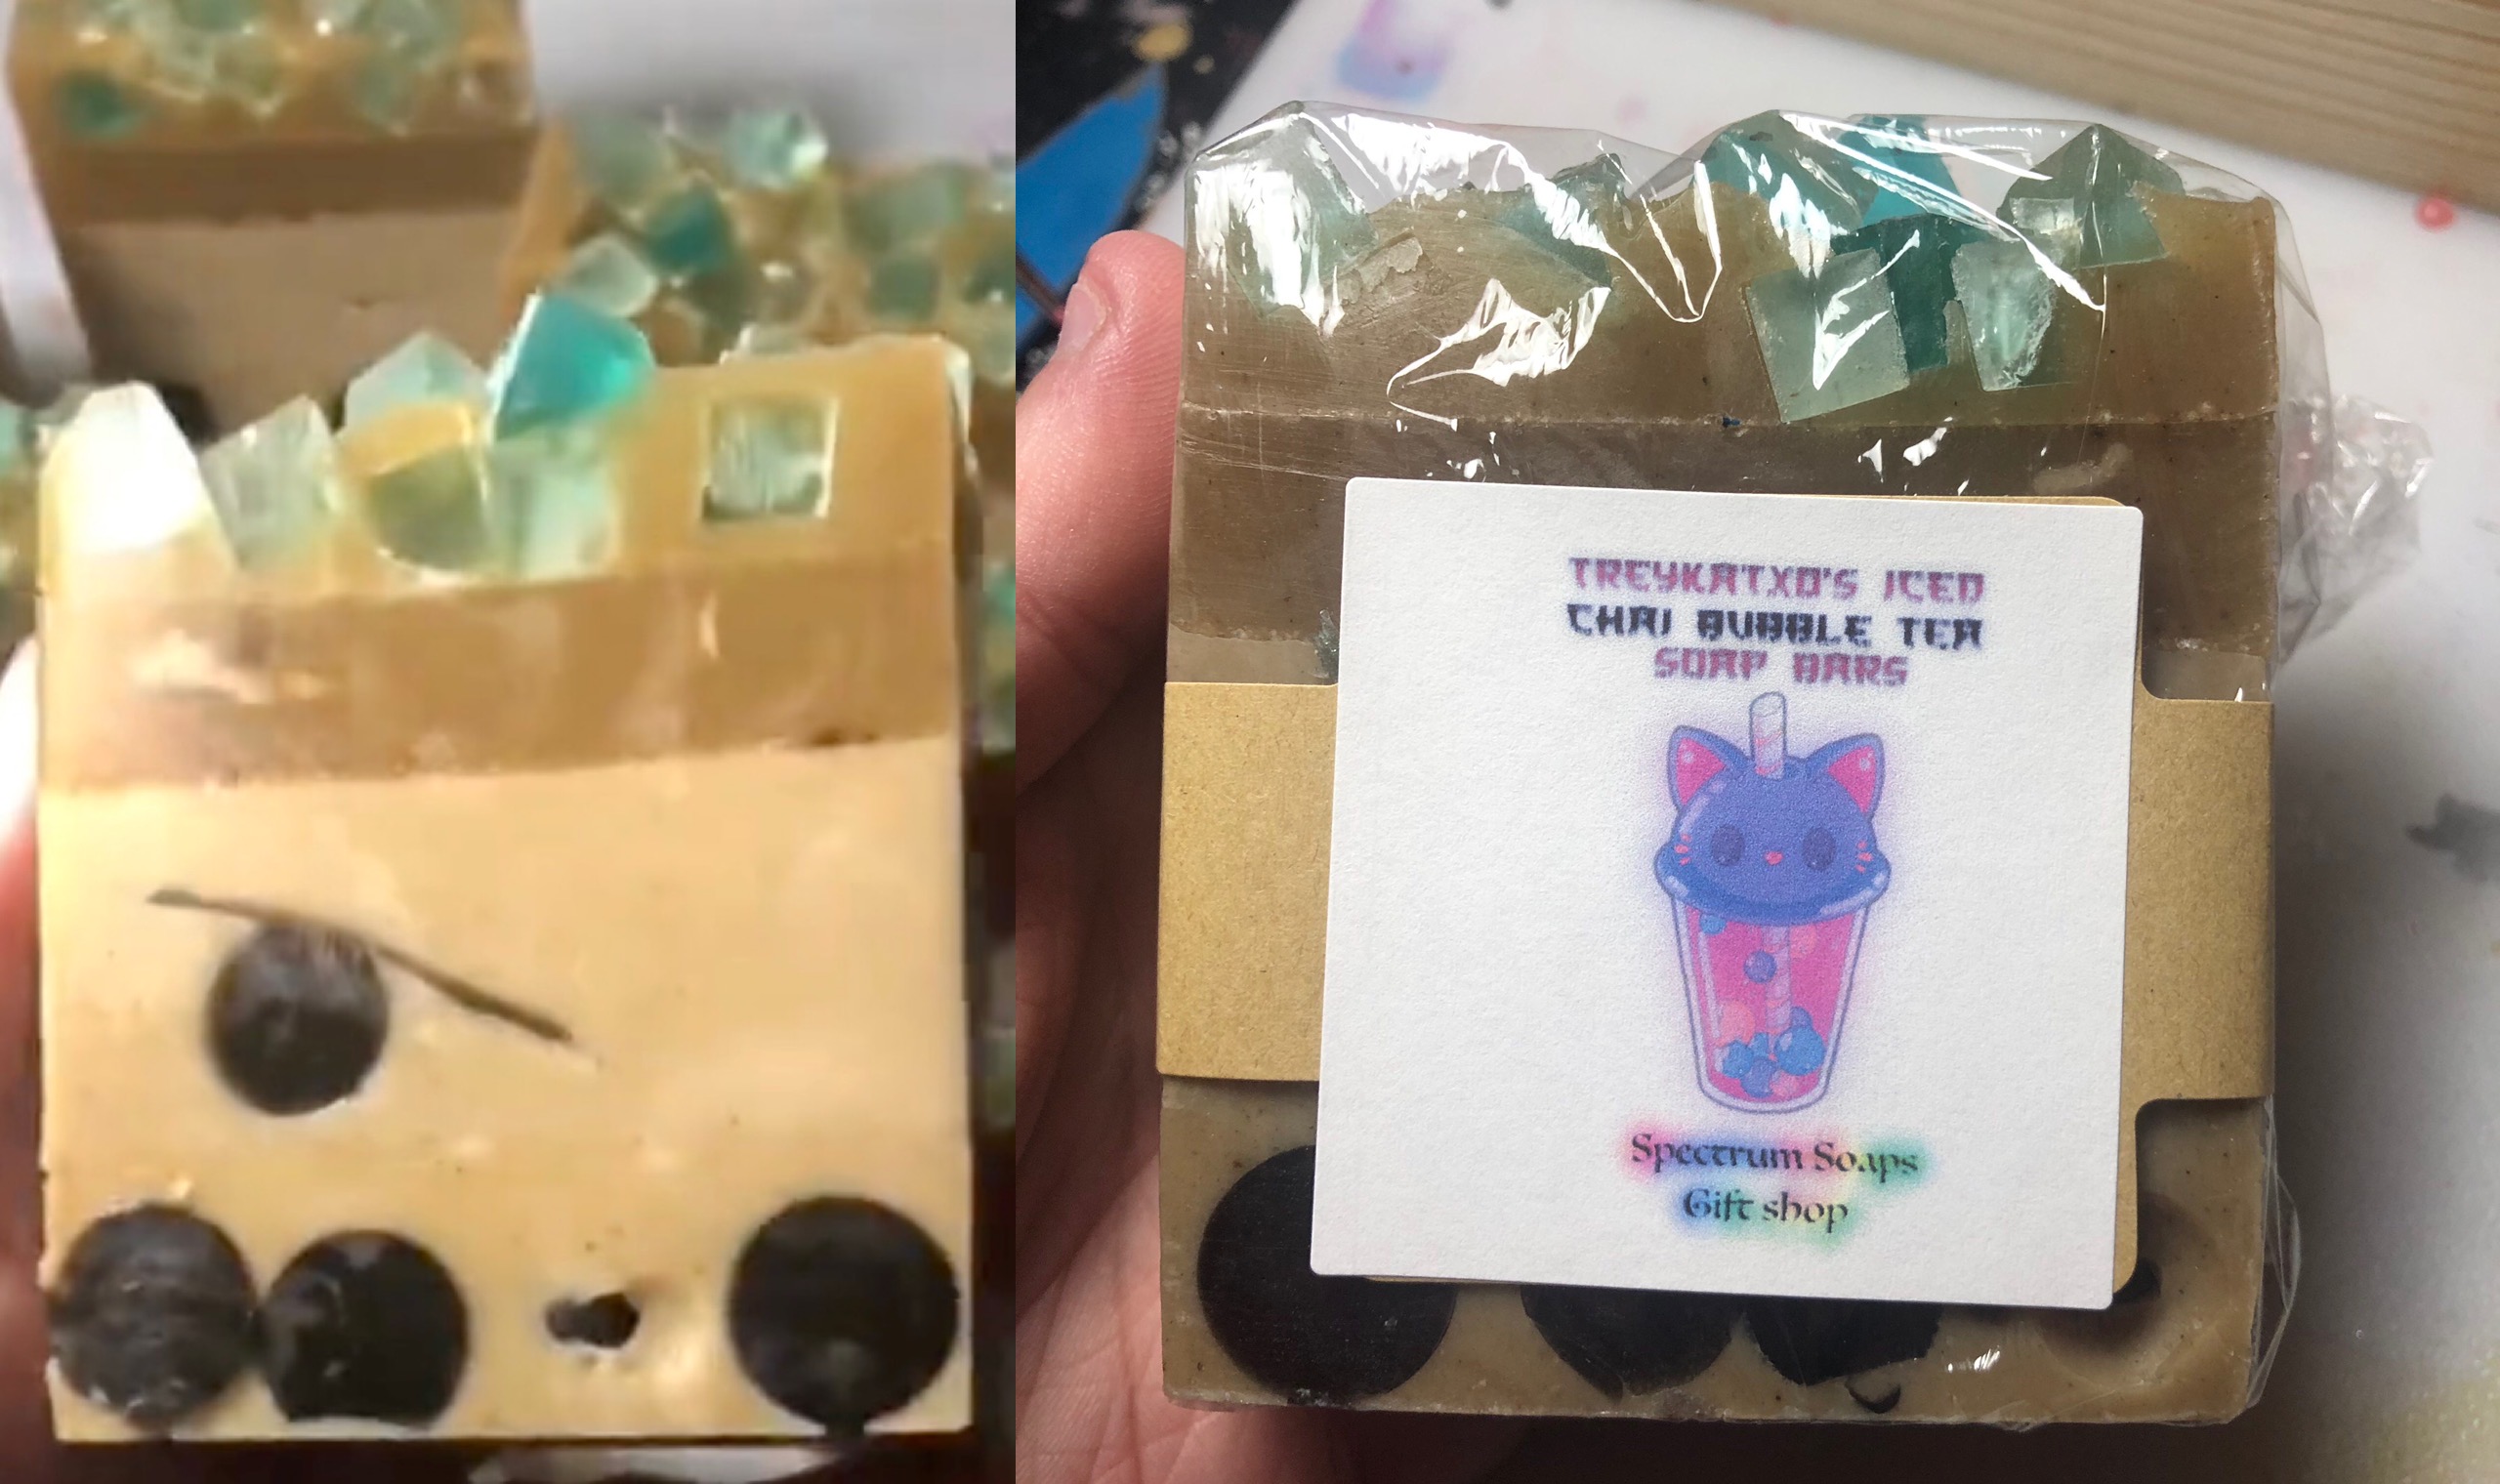 TREYKATXO'S ICED
CHAI BUBBLE TEA
SOAP BARS
Spectrum Soaps
Gift shop